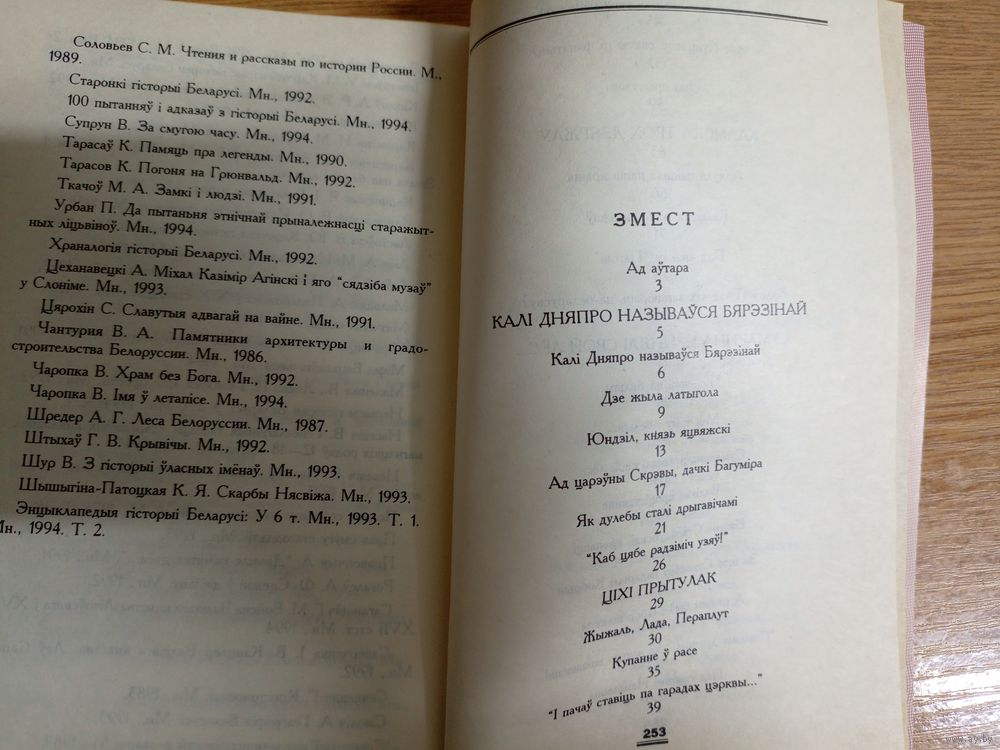 Соловьев С. М. Чтения и рассказы по истории России. М.,
1989.
Старонкі гісторыі Беларусі. Мн., 1992.
100 пытанняў і адказаў з гісторыі Беларусі. Мн., 1994.
Супрун В. За смугою часу. Мн., 1994.
Тарасаў К. Памяць пра легенды. Мн., 1990.
Тарасов К. Погоня на Грюнвальд. Мн., 1992.
Ткачоў М. А. Замкі і людзі. Мн., 1991.
Урбан П. Да пытаньня этнічнай прыналежнасці старажыт-
ных ліцьвіноў. Мн., 1994.
Храналогія гісторыі Беларусі. Мн., 1992.
Цеханавецкі А. Міхал Казімір Агінскі і яго “сядзіба музаў”
у Слоніме. Мн., 1993.
Цярохін С. Славутыя адвагай на вайне. Мн., 1991.
Чантурия В. А. Памятники архитектуры и градо-
строительства Белоруссии. Мн., 1986.
Чаропка В. Храм без Бога. Мн., 1992.
Чаропка В. Імя ў летапісе. Мн., 1994.
Шредер А. Г. Леса Белоруссии. Мн., 1987.
Штыхаў Г. В. Крывічы. Мн., 1992.
Шур В. З гісторыі ўласных імёнаў. Мн., 1993.
Шышыгіна-Патоцкая К. Я. Скарбы Нясвіжа. Мн., 1993.
Энцыклапедыя гісторыі Беларусі: У 6 т. Мн., 1993. Т. 1.
Мн., 1994. Т. 2.
ЗМЕСТ
Ад аўтара
3
КАЛІ ДНЯПРО НАЗЫВАЎСЯ БЯРЭЗІНАЙ
5
Калі Дняпро называўся Бярэзінай
6
Дзе жыла латыгола
9
Юндзіл, князь яцвяжскі
13
Ад царэўны Скрэвы, дачкі Багуміра
17
Як дулебы сталі дрыгавічамі
21
“Каб цябе радзіміч узяў!”
26
ЦІХІ ПРЫТУЛАК
29
Жыжаль, Лада, Пераплут
30
Купанне ў расе
35
“І пачаў ставіць па гарадах цэрквы...”
39
253